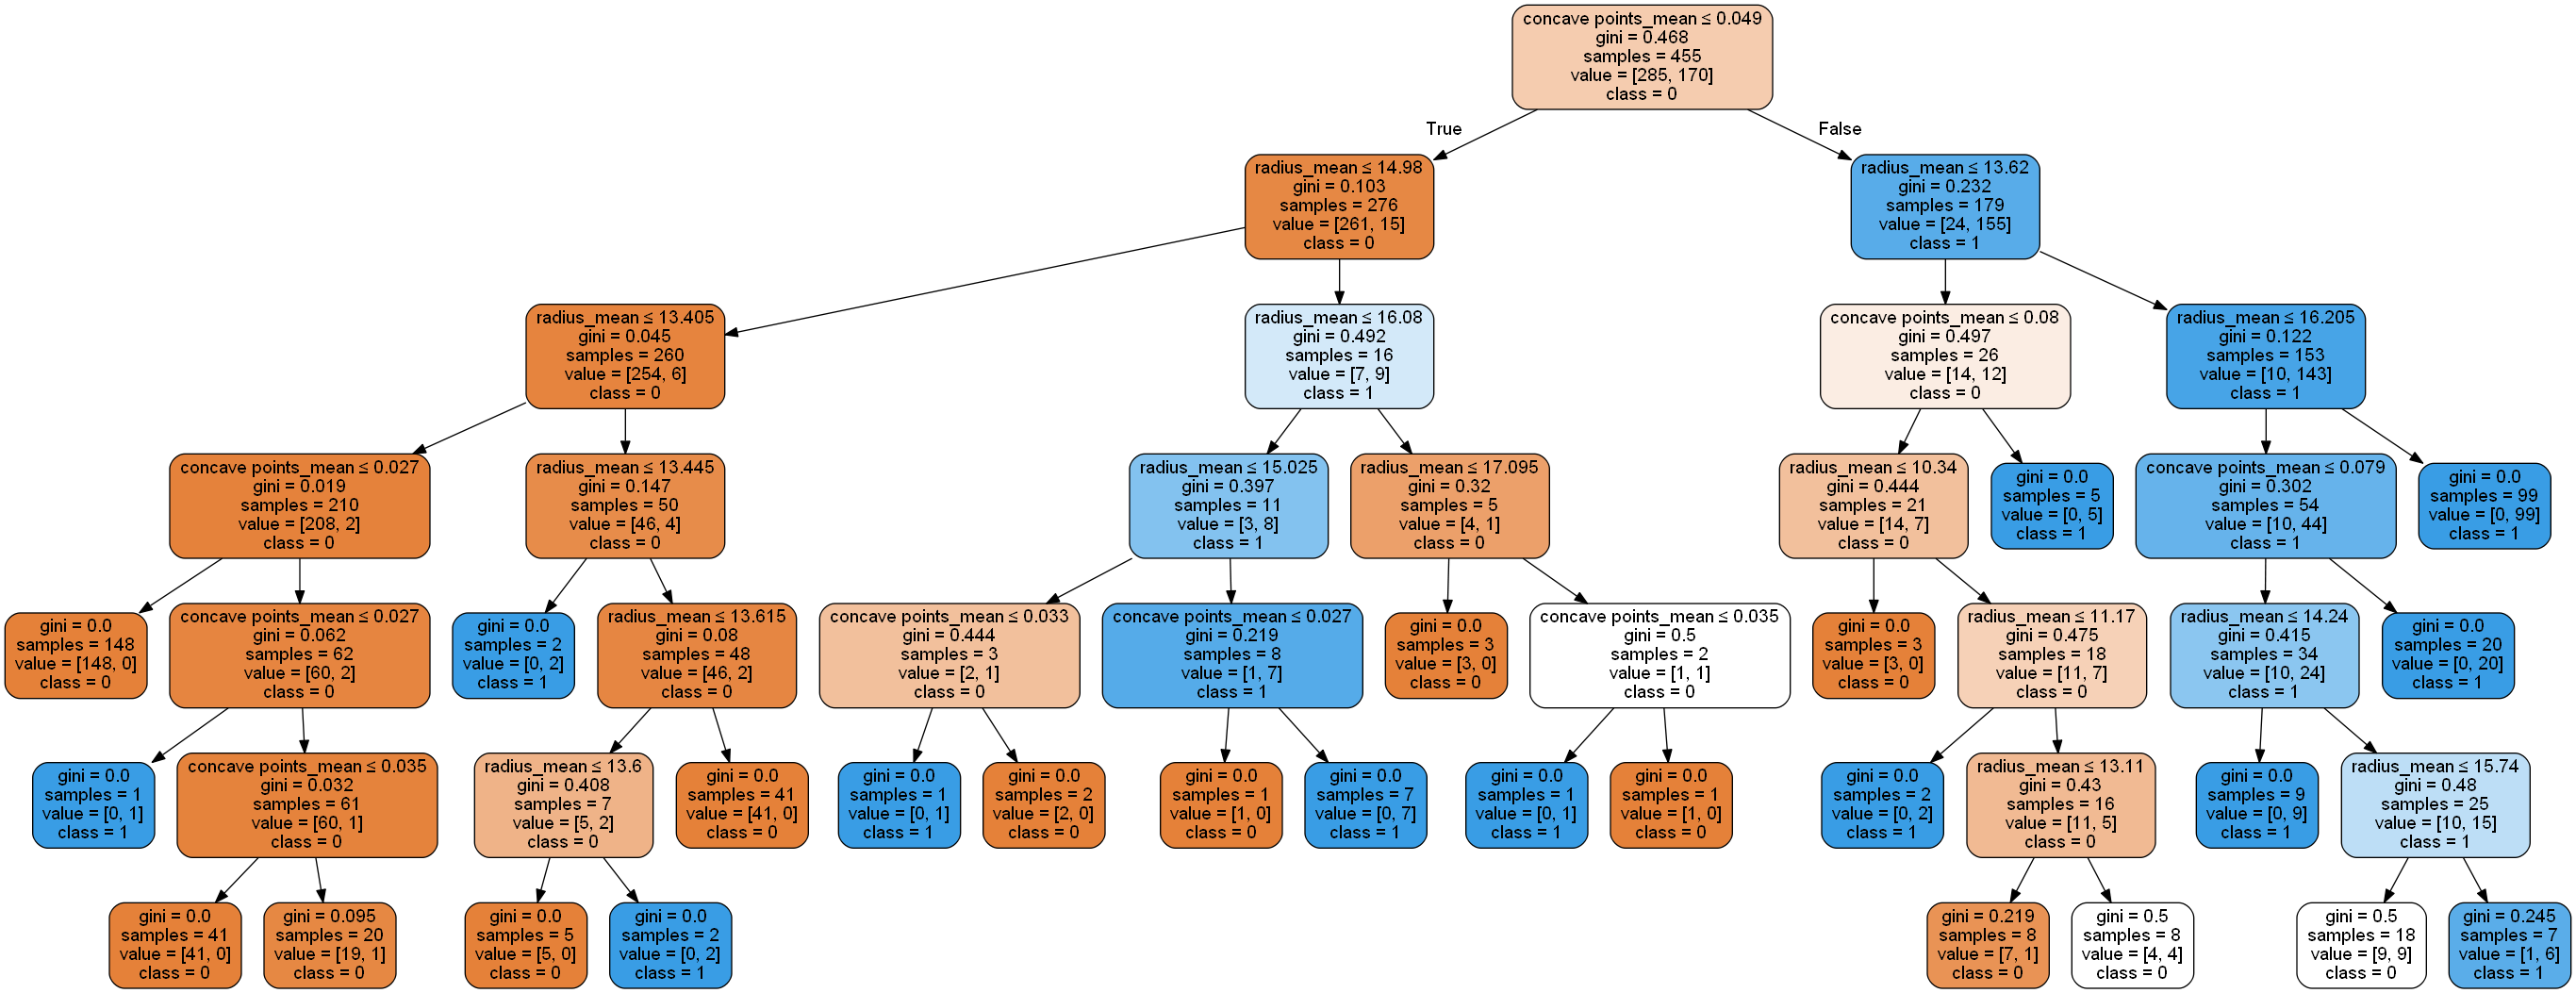 concave points_mean ≤ 0.049
gini = 0.468
samples = 455
value = [285, 170]
class = 0
True
False
radius_mean ≤ 14.98
gini = 0.103
samples = 276
value = [261, 15]
class = 0
radius_mean ≤ 13.62
gini = 0.232
samples = 179
value = [24, 155]
class = 1
radius_mean ≤ 13.405
gini = 0.045
samples = 260
value = [254, 6]
class = 0
radius_mean ≤ 16.08
gini = 0.492
samples = 16
value = [7, 9]
class = 1
concave points_mean ≤ 0.08
gini = 0.497
samples = 26
value = [14, 12]
class = 0
radius_mean ≤ 16.205
gini = 0.122
samples = 153
value = [10, 143]
class = 1
concave points_mean ≤ 0.027
gini = 0.019
samples = 210
value = [208, 2]
class = 0
radius_mean ≤ 13.445
gini = 0.147
samples = 50
value = [46, 4]
class = 0
radius_mean ≤ 15.025
gini = 0.397
samples = 11
value = [3, 8]
class = 1
radius_mean ≤ 17.095
gini = 0.32
samples = 5
value = [4, 1]
class = 0
radius_mean ≤ 10.34
gini = 0.444
samples = 21
value = [14, 7]
class = 0
gini = 0.0
samples = 5
value = [0, 5]
class = 1
concave points_mean ≤ 0.079
gini = 0.302
samples = 54
value = [10, 44]
class = 1
gini = 0.0
samples = 99
value = [0, 99]
class = 1
gini = 0.0
samples = 148
value = [148, 0]
class = 0
concave points_mean ≤ 0.027
gini = 0.062
samples = 62
value = [60, 2]
class = 0
gini = 0.0
samples = 2
value = [0, 2]
class = 1
radius_mean ≤ 13.615
gini = 0.08
samples = 48
value = [46, 2]
class = 0
concave points_mean ≤ 0.033
gini = 0.444
samples = 3
value = [2, 1]
class = 0
concave points_mean ≤ 0.027
gini = 0.219
samples = 8
value = [1, 7]
class = 1
gini = 0.0
samples = 3
value = [3, 0]
class = 0
concave points_mean ≤ 0.035
gini = 0.5
samples = 2
value = [1, 1]
class = 0
gini = 0.0
samples = 3
value = [3, 0]
class = 0
radius_mean ≤ 11.17
gini = 0.475
samples = 18
value = [11, 7]
class = 0
radius_mean ≤ 14.24
gini = 0.415
samples = 34
value = [10, 24]
class = 1
gini = 0.0
samples = 20
value = [0, 20]
class = 1
gini = 0.0
samples = 1
value = [0, 1]
class = 1
concave points_mean ≤ 0.035
gini = 0.032
samples = 61
value = [60, 1]
class = 0
radius_mean ≤ 13.6
gini = 0.408
samples = 7
value = [5, 2]
class = 0
gini = 0.0
samples = 41
value = [41, 0]
class = 0
gini = 0.0
samples = 1
value = [0, 1]
class = 1
gini = 0.0
samples = 2
value = [2, 0]
class = 0
gini = 0.0
samples = 1
value = [1, 0]
class = 0
gini = 0.0
samples = 7
value = [0, 7]
class = 1
gini = 0.0
samples = 1
value = [0, 1]
class = 1
gini = 0.0
samples = 1
value = [1, 0]
class = 0
gini = 0.0
samples = 2
value = [0, 2]
class = 1
radius_mean ≤ 13.11
gini = 0.43
samples = 16
value = [11, 5]
class = 0
gini = 0.0
samples = 9
value = [0, 9]
class = 1
radius_mean ≤ 15.74
gini = 0.48
samples = 25
value = [10, 15]
class = 1
gini = 0.0
samples = 41
value = [41, 0]
class = 0
gini = 0.095
samples = 20
value = [19, 1]
class = 0
gini = 0.0
samples = 5
value = [5, 0]
class = 0
gini = 0.0
samples = 2
value = [0, 2]
class = 1
gini = 0.219
samples = 8
value = [7, 1]
class = 0
gini = 0.5
samples = 8
value = [4, 4]
class = 0
gini = 0.5
samples = 18
value = [9, 9]
class = 0
gini = 0.245
samples = 7
value = [1, 6]
class = 1